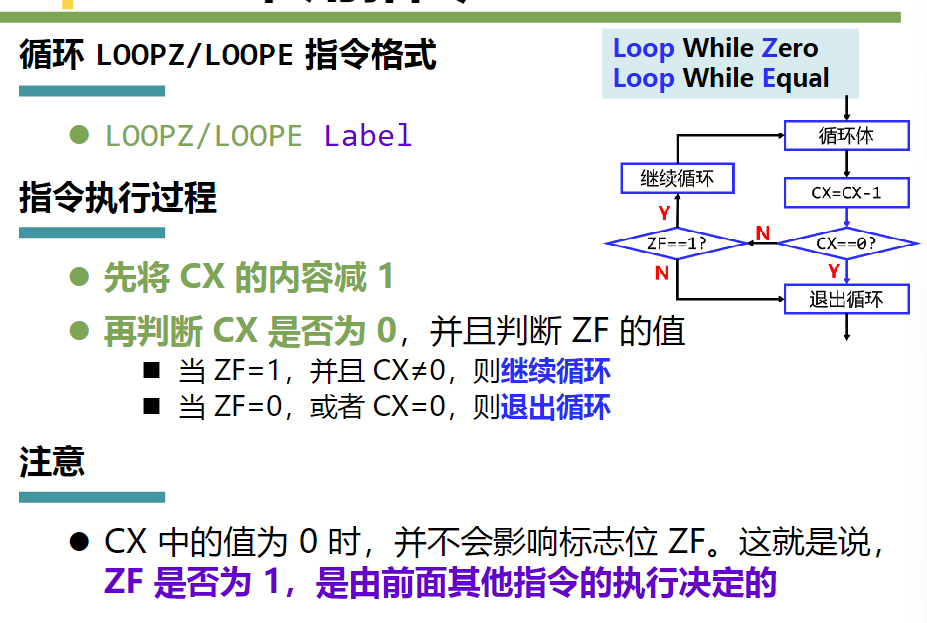 循环 LOOPZ/LOOPE 指令格式
Loop While Zero
Loop While Equal
● LOOPZ/LOOPE Label
指令执行过程
● 先将 CX 的内容减 1
● 再判断 CX 是否为 0，并且判断 ZF 的值
■ 当 ZF=1，并且 CX≠0，则继续循环
■ 当 ZF=0，或者 CX=0，则退出循环
循环体
继续循环
CX=CX-1
Y
N
ZF==1?
CX==0?
N
Y
退出循环
注意
● CX 中的值为 0 时，并不会影响标志位 ZF。这就是说，
ZF 是否为 1，是由前面其他指令的执行决定的